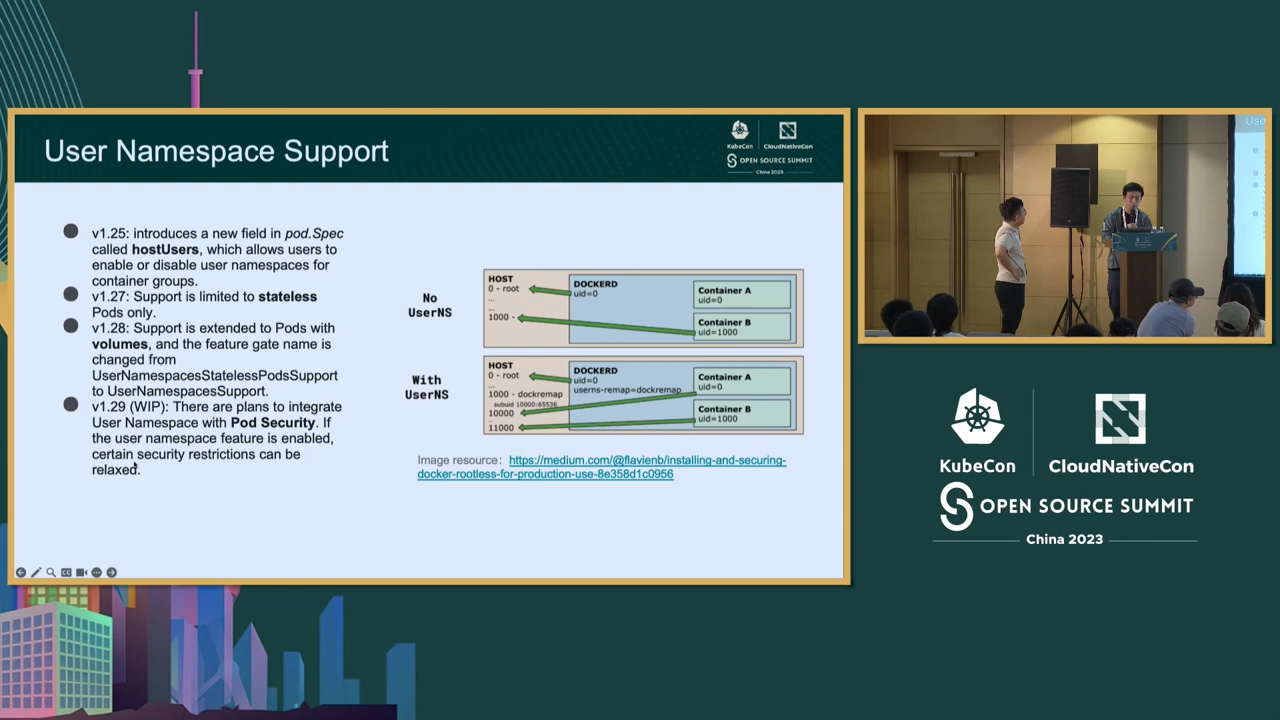 User Namespace Support
KubeCon
CloudNativeCon
OPEN SOURCE SUMMIT
China 2023
v1.25: introduces a new field in pod.Spec
called hostUsers, which allows users to
enable or disable user namespaces for
container groups.
v1.27: Support is limited to stateless
Pods only.
v1.28: Support is extended to Pods with
volumes, and the feature gate name is
changed from
UserNamespacesStatelessPodsSupport
to UserNamespacesSupport.
v1.29 (WIP): There are plans to integrate
User Namespace with Pod Security. If
the user namespace feature is enabled,
certain security restrictions can be
relaxed.
No
UserNS
HOST
0 - root
...
1000 -
DOCKERD
uid=0
Container A
uid=0
Container B
uid=1000
With
UserNS
HOST
0 - root
...
1000 - dockremap
subuid 10000:65536
10000
...
11000
DOCKERD
uid=0
userns-remap=dockremap
Container A
uid=0
Container B
uid=1000
Image resource: https://medium.com/@flavienb/installing-and-securing-
docker-rootless-for-production-use-8e358d1c0956
Use
KubeCon
CloudNativeCon
OPEN SOURCE SUMMIT
China 2023